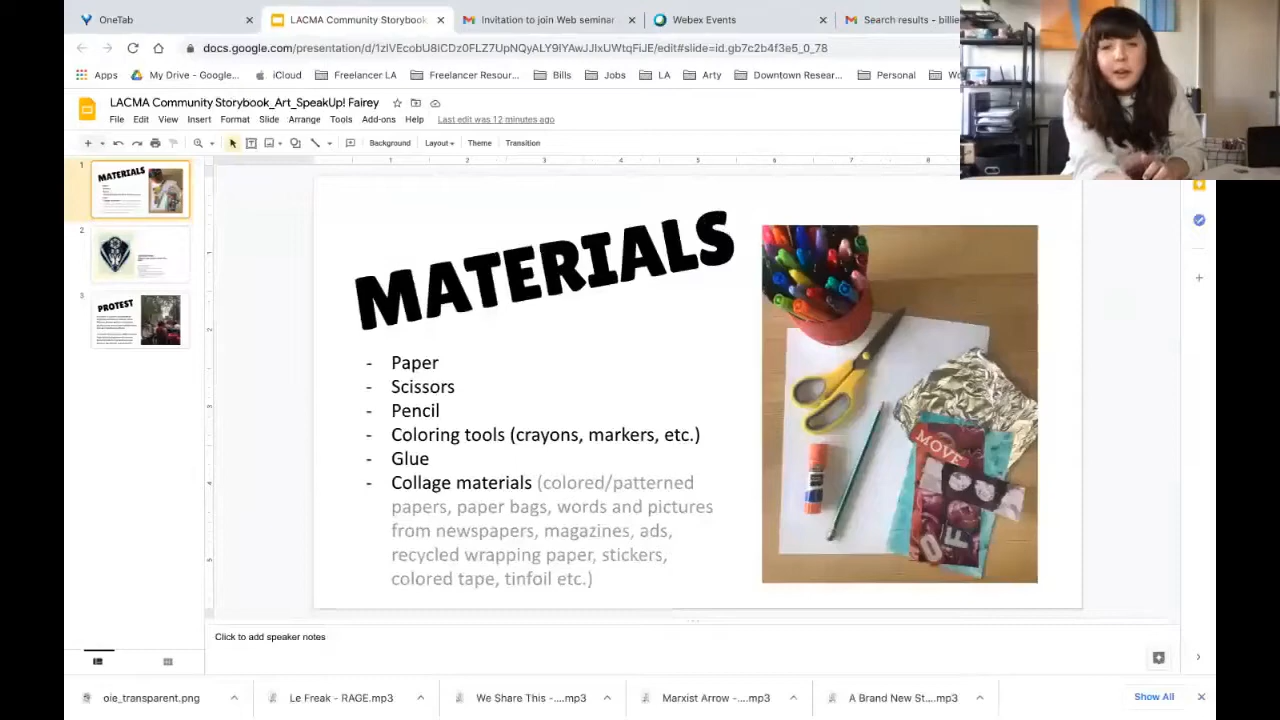 OneTab
LACMA Community Storybook
Invitation to join Web seminar
Webex Events
Search results - billie
docs.google.com/presentation/d/1ziVEcobU8iCDz0FLZ7UpNQyALY9IYAwJJIxUWtqFiJE/edit#slide=id.gb7c2b4f3e5_0_78
Apps
My Drive - Google...
iCloud
Freelancer LA
Freelancer Resour...
Bills
Jobs
LA
Arty
Downtown Resear...
Personal
LACMA Community Storybook_Art_SpeakUp! Fairey
File Edit View Insert Format Slide Arrange Tools Add-ons Help Last edit was 12 minutes ago
Background Layout Theme Transition
1
MATERIALS
2
3
PROTEST
MATERIALS
- Paper
- Scissors
- Pencil
- Coloring tools (crayons, markers, etc.)
- Glue
- Collage materials (colored/patterned
papers, paper bags, words and pictures
from newspapers, magazines, ads,
recycled wrapping paper, stickers,
colored tape, tinfoil etc.)
MOVE
OUR
OF
Click to add speaker notes
oie_transparent.png
Le Freak - RAGE.mp3
We Share This -....mp3
Marxist Arrow -....mp3
A Brand New St....mp3
Show All